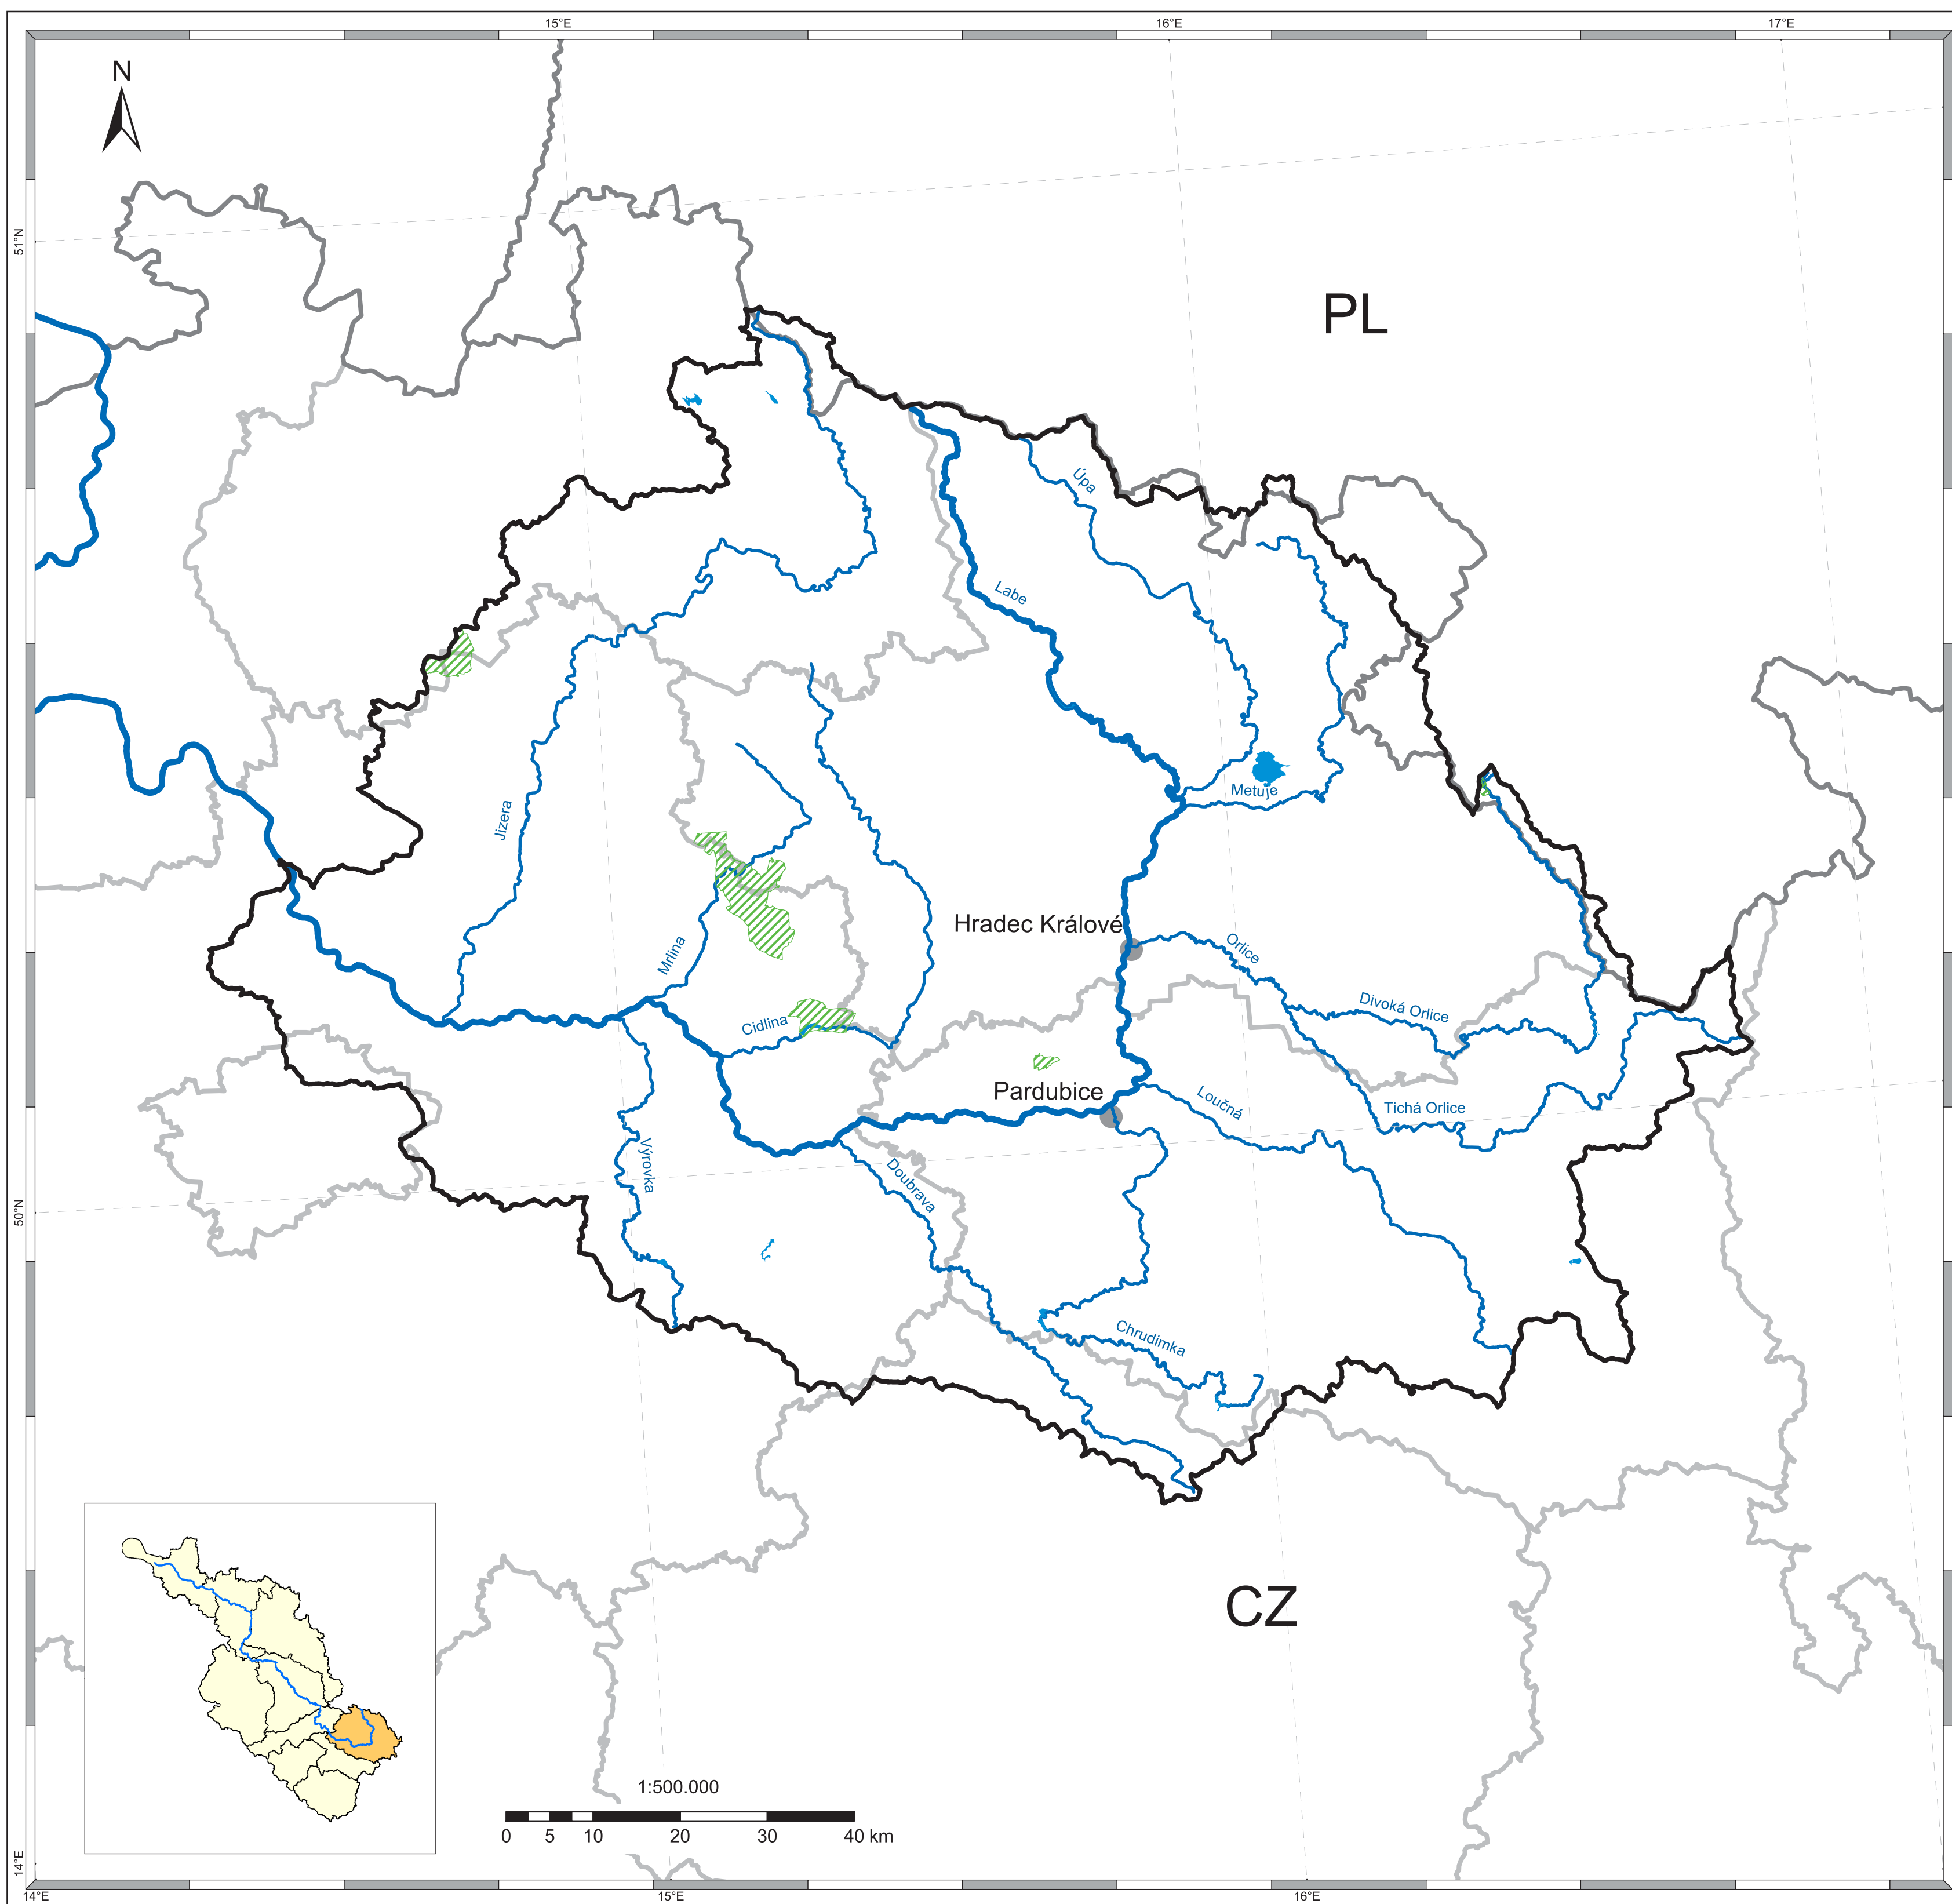 15°E
16°E
17°E
N
51°N
PL
Úpa
Labe
Metuje
Jizera
Hradec Králové
Orlice
Mrlina
Divoká Orlice
Cidlina
Pardubice
Loučná
Tichá Orlice
Výrovka
Doubrava
50°N
Chrudimka
CZ
1:500.000
0 5 10 20 30 40 km
14°E
14°E
15°E
16°E